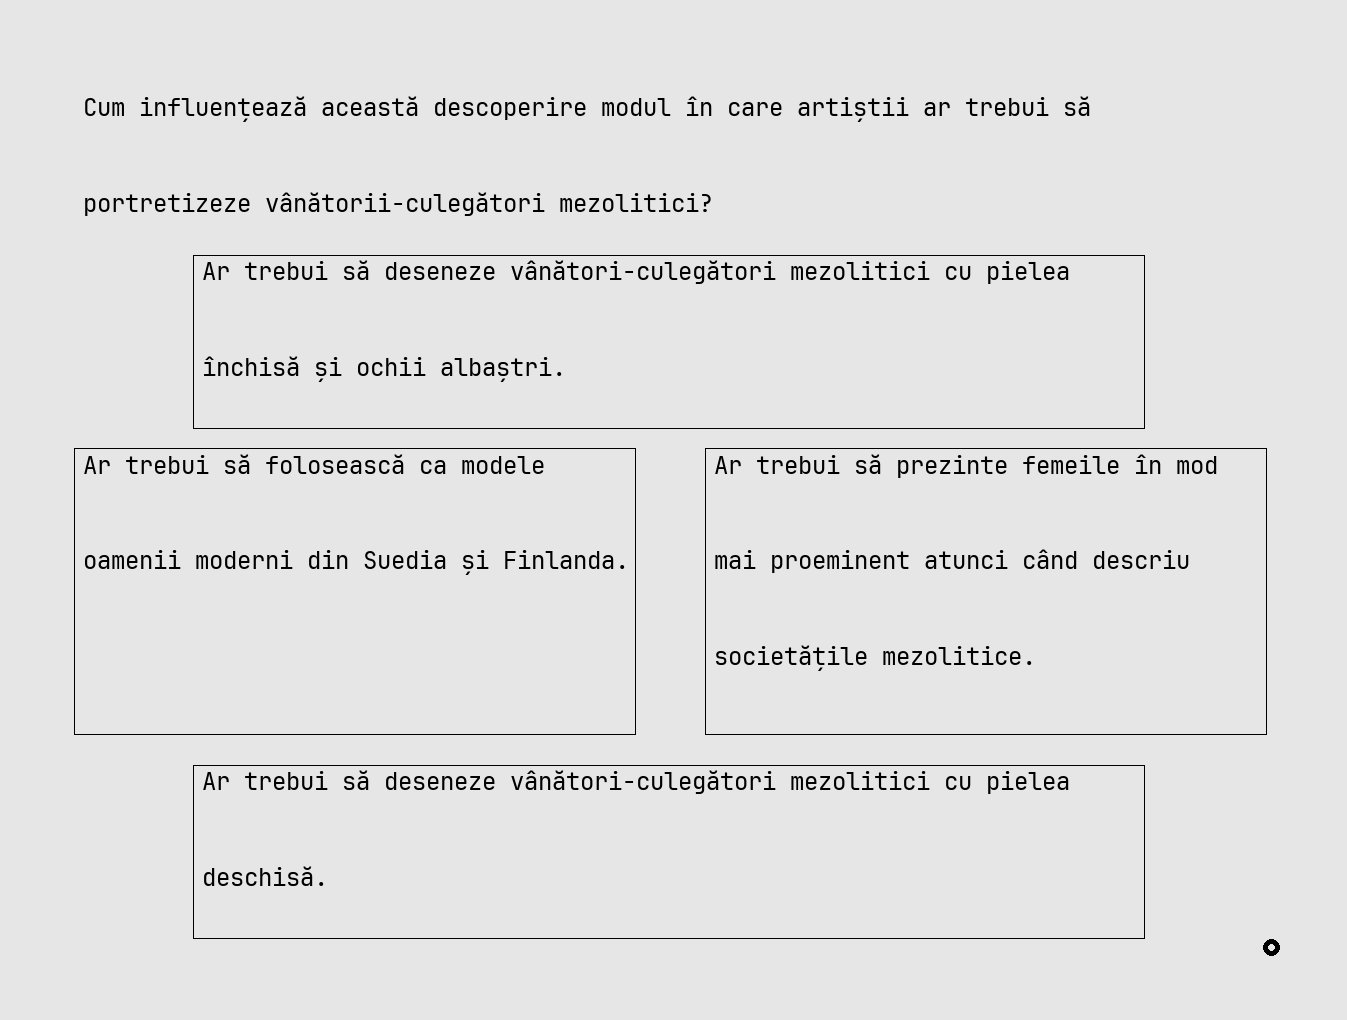 Cum influențează această descoperire modul în care artiștii ar trebui să
portretizeze vânătorii-culegători mezolitici?
Ar trebui să deseneze vânători-culegători mezolitici cu pielea
închisă și ochii albaștri.
Ar trebui să folosească ca modele
oamenii moderni din Suedia și Finlanda.
Ar trebui să prezinte femeile în mod
mai proeminent atunci când descriu
societățile mezolitice.
Ar trebui să deseneze vânători-culegători mezolitici cu pielea
deschisă.